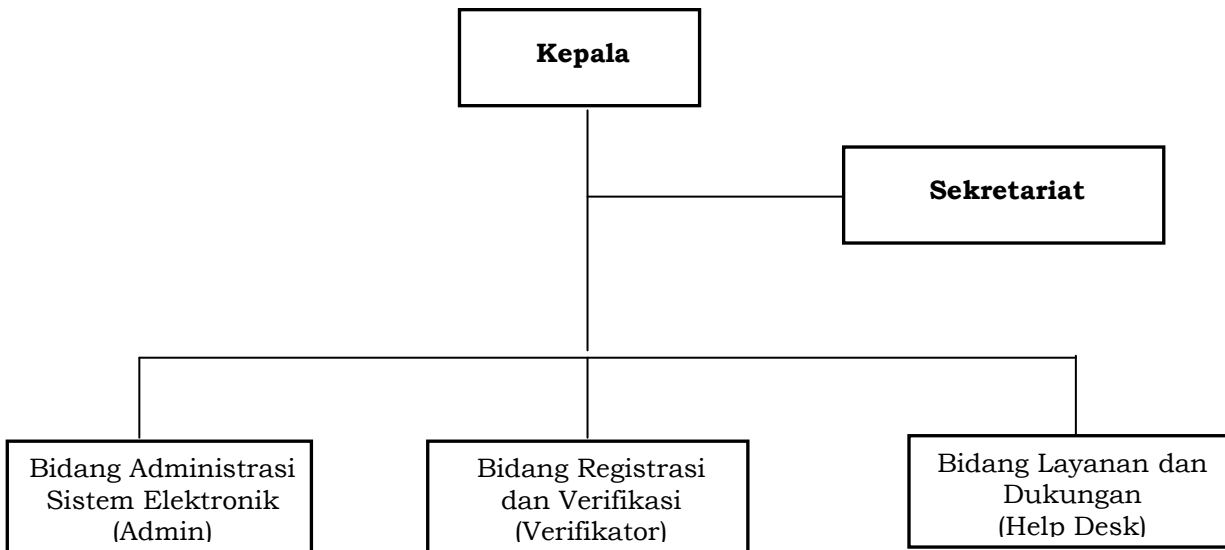 Kepala
Sekretariat
Bidang Administrasi
Sistem Elektronik
(Admin)
Bidang Registrasi
dan Verifikasi
(Verifikator)
Bidang Layanan dan
Dukungan
(Help Desk)